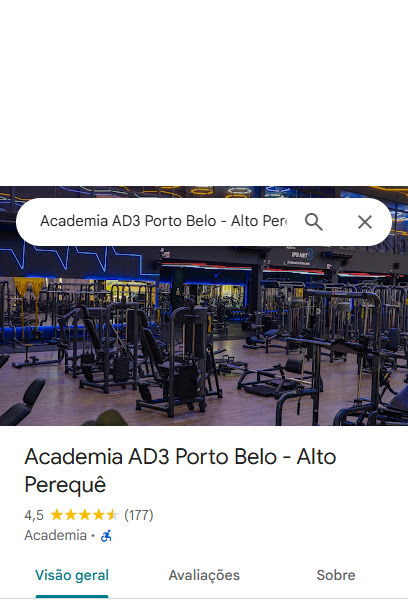 Academia AD3 Porto Belo - Alto Per
Academia AD3 Porto Belo - Alto
Perequê
4,5 (177)
Academia ·
Visão geral Avaliações Sobre